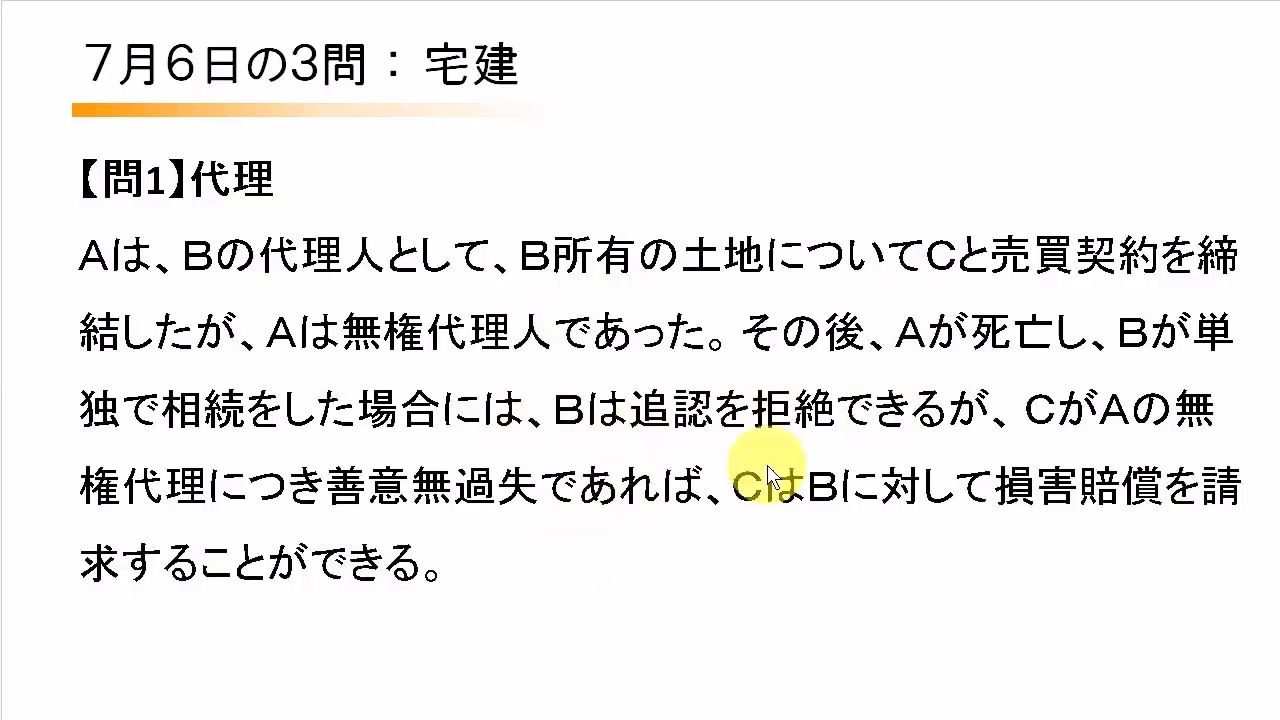 7月6日の3問：宅建
【問1】代理
Aは、Bの代理人として、B所有の土地についてCと売買契約を締
結したが、Aは無権代理人であった。その後、Aが死亡し、Bが単
独で相続をした場合には、Bは追認を拒絶できるが、CがAの無
権代理につき善意無過失であれば、CはBに対して損害賠償を請
求することができる。